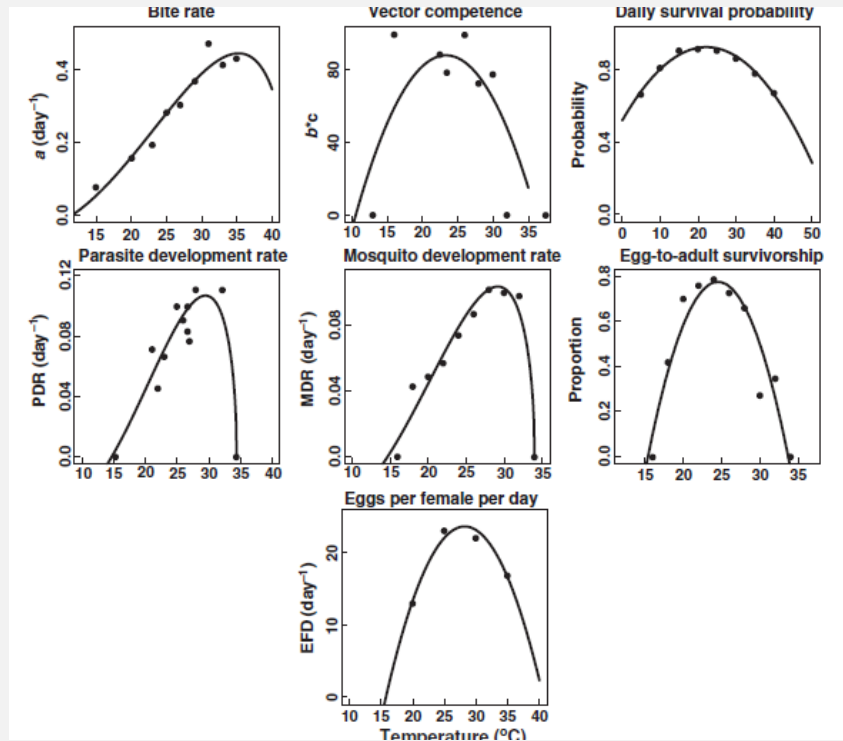 Bite rate
Vector competence
Daily survival probability
a (day⁻¹)
0.0 0.2 0.4
15 20 25 30 35 40
b*c
0 40 80
10 15 20 25 30 35
Probability
0.0 0.4 0.8
0 10 20 30 40 50
Parasite development rate
Mosquito development rate
Egg-to-adult survivorship
PDR (day⁻¹)
0.0 0.04 0.08 0.12
10 15 20 25 30 35 40
MDR (day⁻¹)
0.0 0.04 0.08
10 15 20 25 30 35
Proportion
0.0 0.2 0.4 0.6 0.8
10 15 20 25 30 35
Eggs per female per day
EFD (day⁻¹)
0 10 20
10 15 20 25 30 35 40
Temperature (ºC)